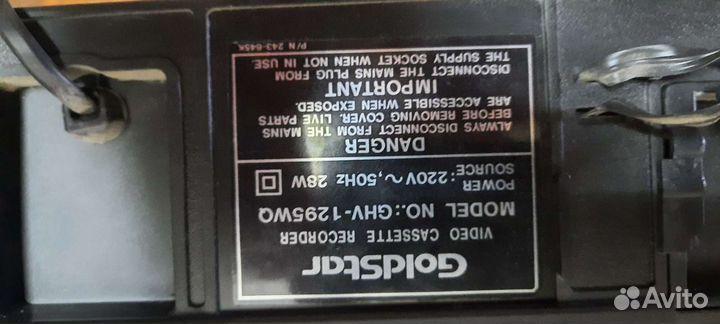 GoldStar
VIDEO CASSETTE RECORDER
MODEL NO.:GHV-1295WQ
POWER
SOURCE :220V~,50Hz 28W
DANGER
ALWAYS DISCONNECT FROM THE MAINS
BEFORE REMOVING COVER. LIVE PARTS
ARE ACCESSIBLE WHEN EXPOSED.
IMPORTANT
DISCONNECT THE MAINS PLUG FROM
THE SUPPLY SOCKET WHEN NOT IN USE.
P/N 243-645K
Avito